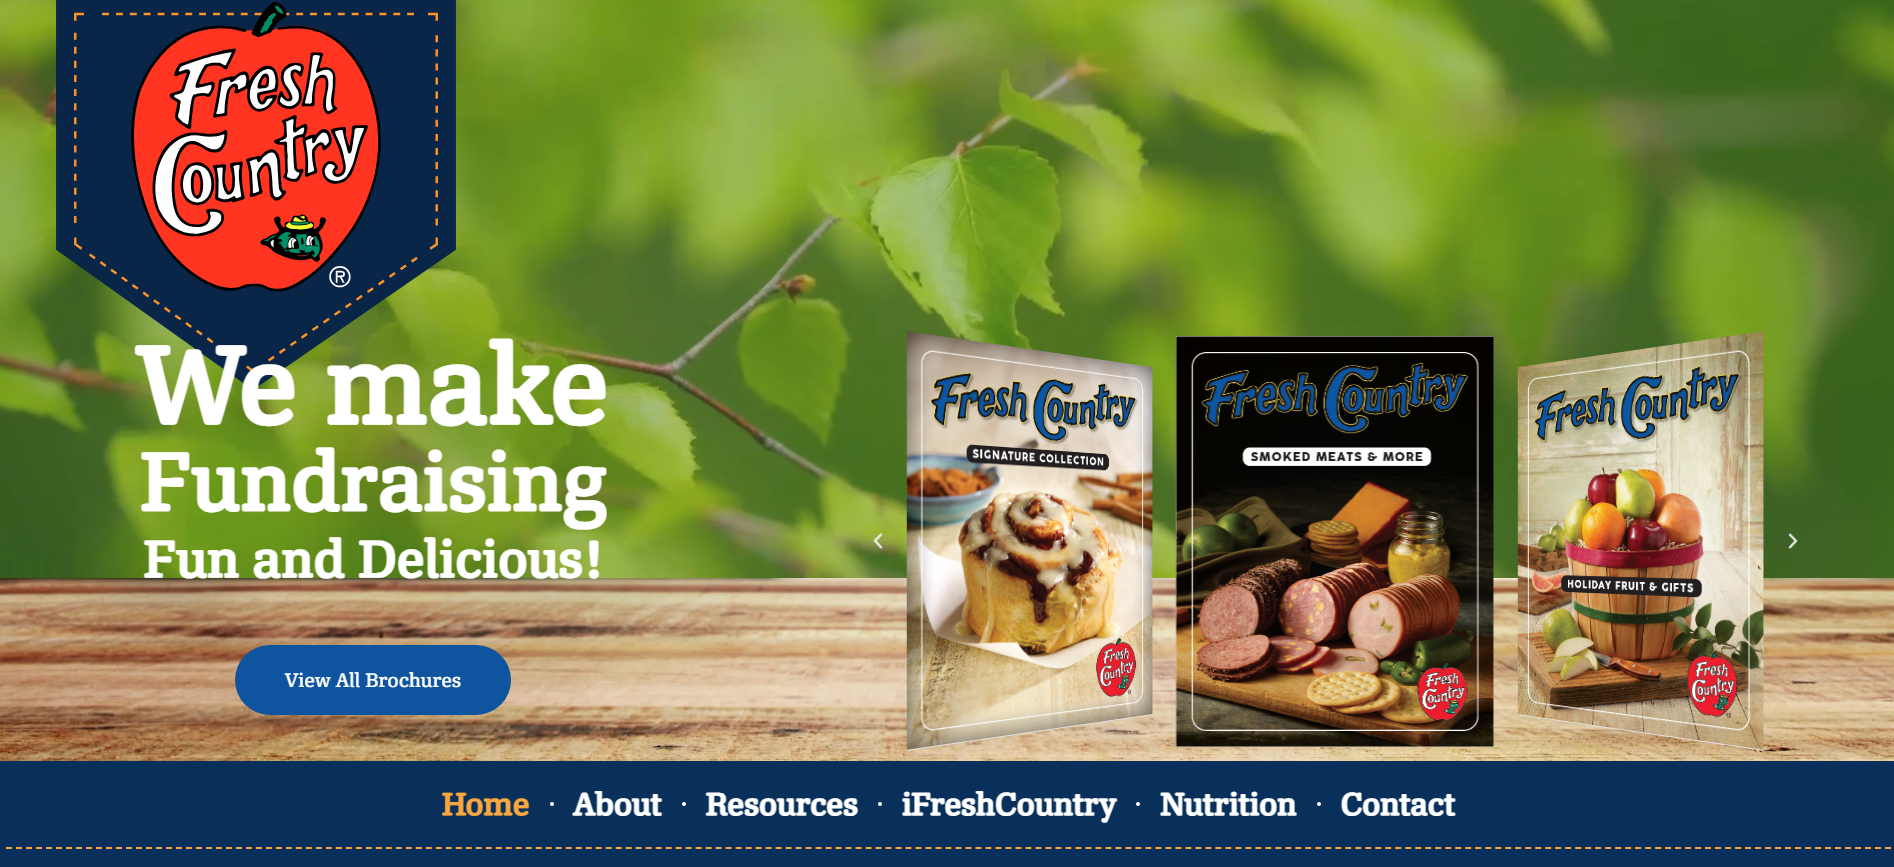 Fresh
Country
®
We make
Fundraising
Fun and Delicious!
View All Brochures
Fresh Country
SIGNATURE COLLECTION
Fresh
Country
Fresh Country
SMOKED MEATS & MORE
Fresh
Country
Fresh Country
HOLIDAY FRUIT & GIFTS
Fresh
Country
Home · About · Resources · iFreshCountry · Nutrition · Contact